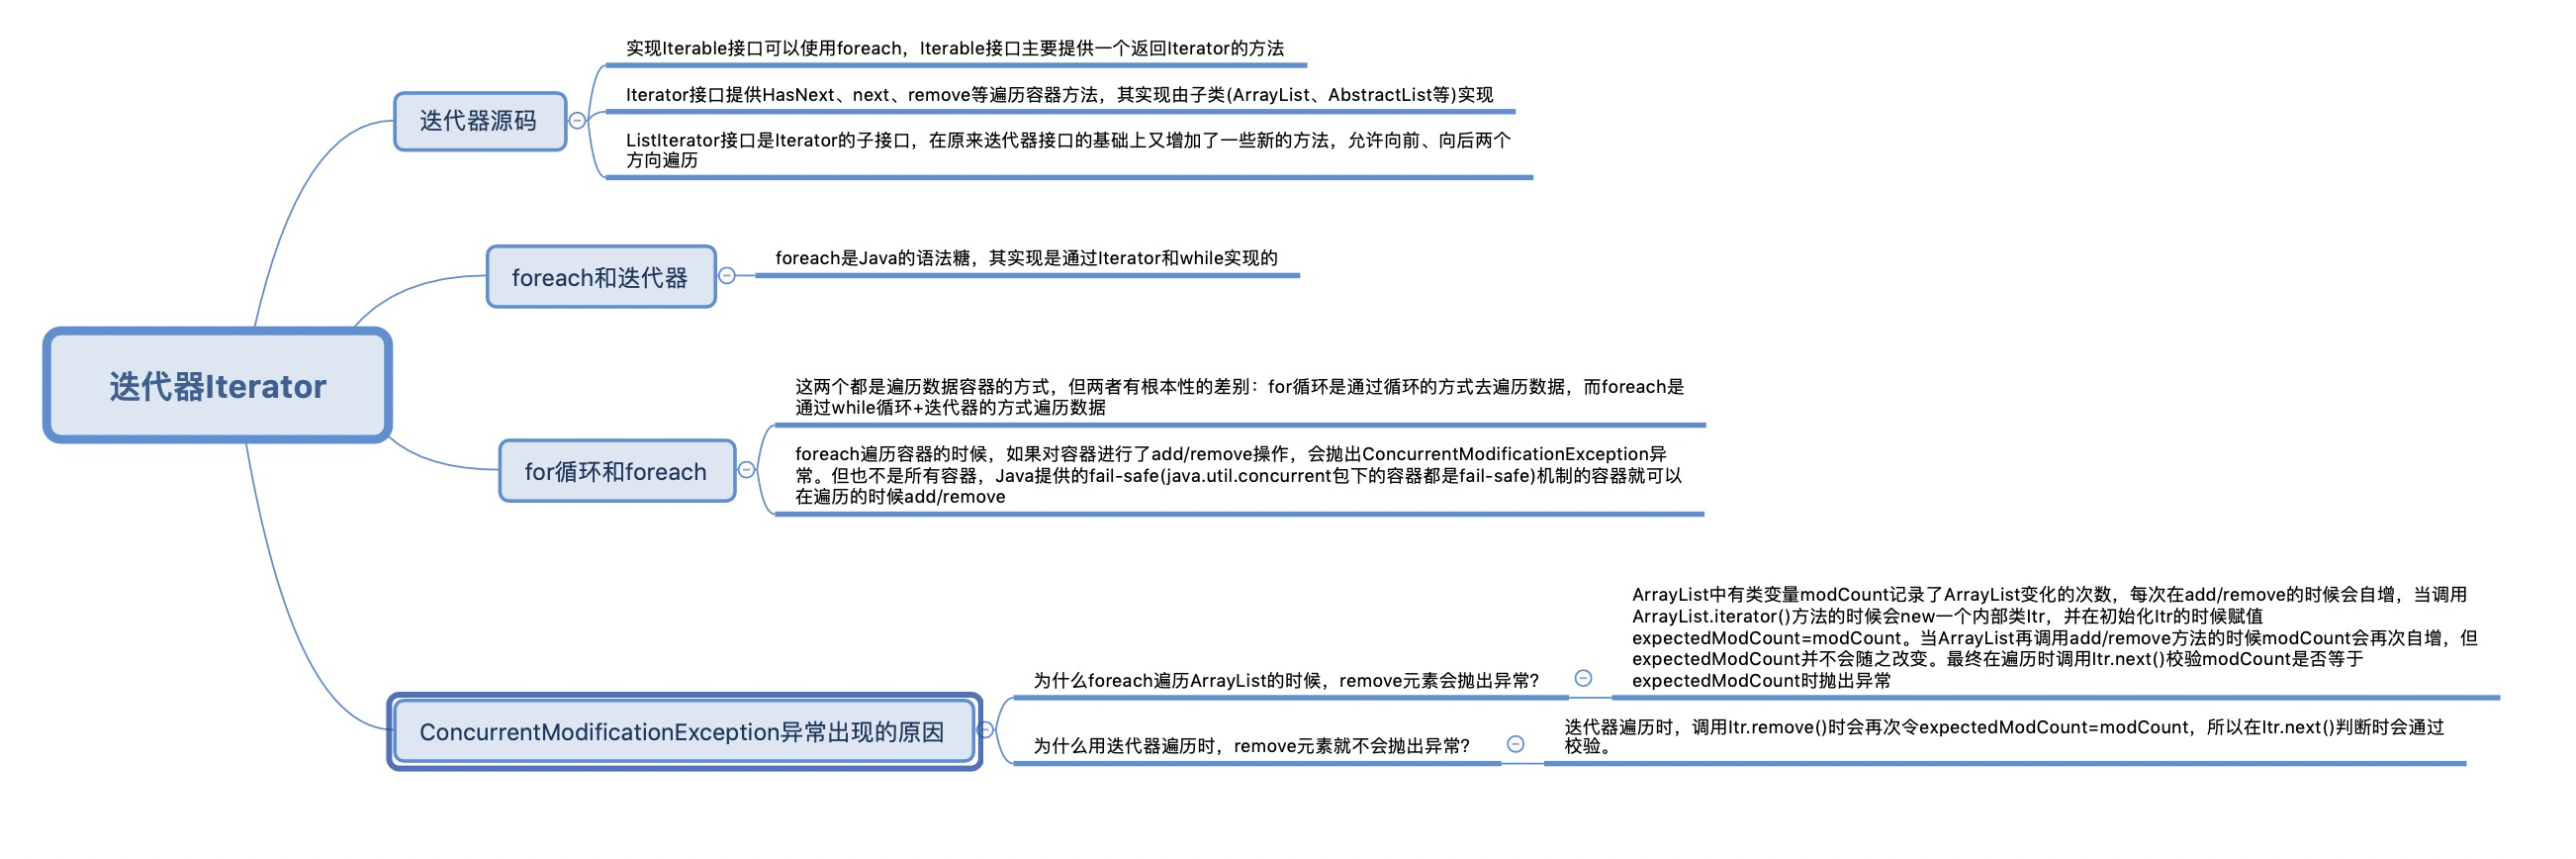 实现Iterable接口可以使用foreach，Iterable接口主要提供一个返回Iterator的方法
Iterator接口提供HasNext、next、remove等遍历容器方法，其实现由子类(ArrayList、AbstractList等)实现
迭代器源码
ListIterator接口是Iterator的子接口，在原来迭代器接口的基础上又增加了一些新的方法，允许向前、向后两个
方向遍历
foreach和迭代器
foreach是Java的语法糖，其实现是通过Iterator和while实现的
迭代器Iterator
这两个都是遍历数据容器的方式，但两者有根本性的差别：for循环是通过循环的方式去遍历数据，而foreach是
通过while循环+迭代器的方式遍历数据
for循环和foreach
foreach遍历容器的时候，如果对容器进行了add/remove操作，会抛出ConcurrentModificationException异
常。但也不是所有容器，Java提供的fail-safe(java.util.concurrent包下的容器都是fail-safe)机制的容器就可以
在遍历的时候add/remove
ConcurrentModificationException异常出现的原因
为什么foreach遍历ArrayList的时候，remove元素会抛出异常？
ArrayList中有类变量modCount记录了ArrayList变化的次数，每次在add/remove的时候会自增，当调用
ArrayList.iterator()方法的时候会new一个内部类Itr，并在初始化Itr的时候赋值
expectedModCount=modCount。当ArrayList再调用add/remove方法的时候modCount会再次自增，但
expectedModCount并不会随之改变。最终在遍历时调用Itr.next()校验modCount是否等于
expectedModCount时抛出异常
为什么用迭代器遍历时，remove元素就不会抛出异常？
迭代器遍历时，调用Itr.remove()时会再次令expectedModCount=modCount，所以在Itr.next()判断时会通过
校验。